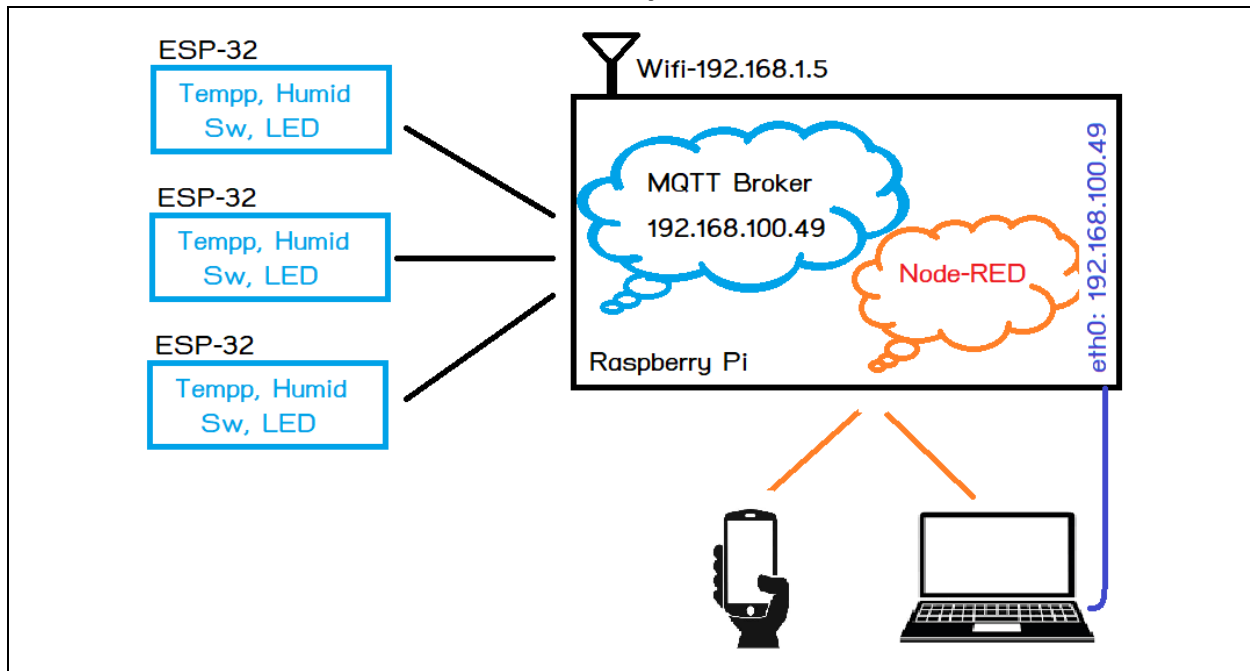 ESP-32
Tempp, Humid
Sw, LED
ESP-32
Tempp, Humid
Sw, LED
ESP-32
Tempp, Humid
Sw, LED
Wifi-192.168.1.5
MQTT Broker
192.168.100.49
Node-RED
eth0: 192.168.100.49
Raspberry Pi